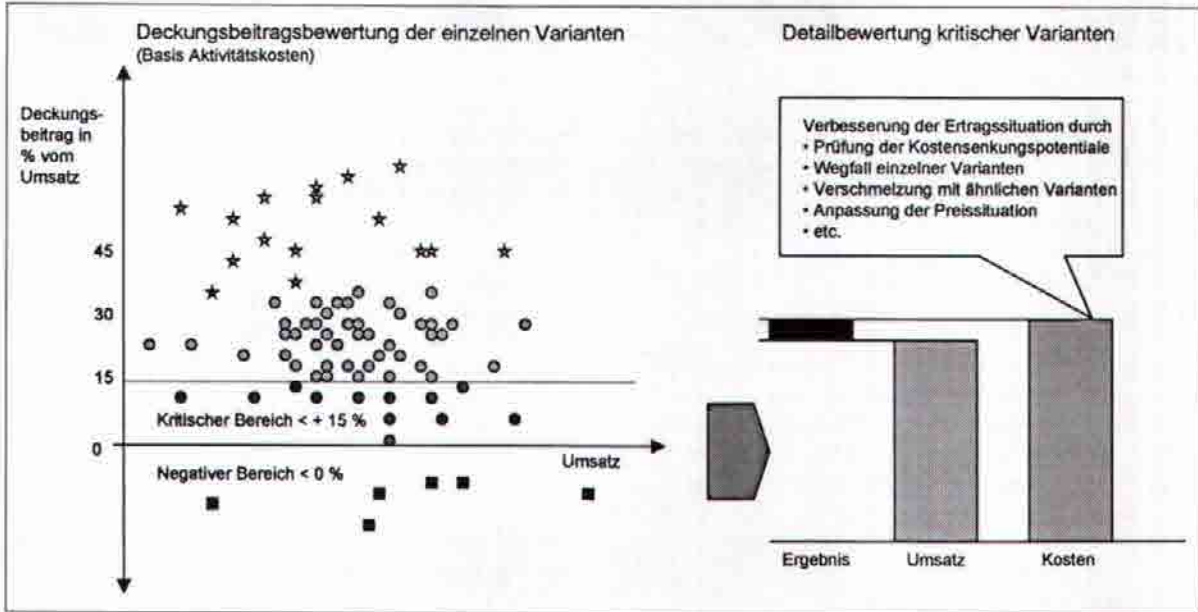 Deckungsbeitragsbewertung der einzelnen Varianten
(Basis Aktivitätskosten)
Deckungs-
beitrag in
% vom
Umsatz
45
30
15
0
Kritischer Bereich < + 15 %
Negativer Bereich < 0 %
Umsatz
Detailbewertung kritischer Varianten
Verbesserung der Ertragssituation durch
• Prüfung der Kostensenkungspotentiale
• Wegfall einzelner Varianten
• Verschmelzung mit ähnlichen Varianten
• Anpassung der Preissituation
• etc.
Ergebnis
Umsatz
Kosten